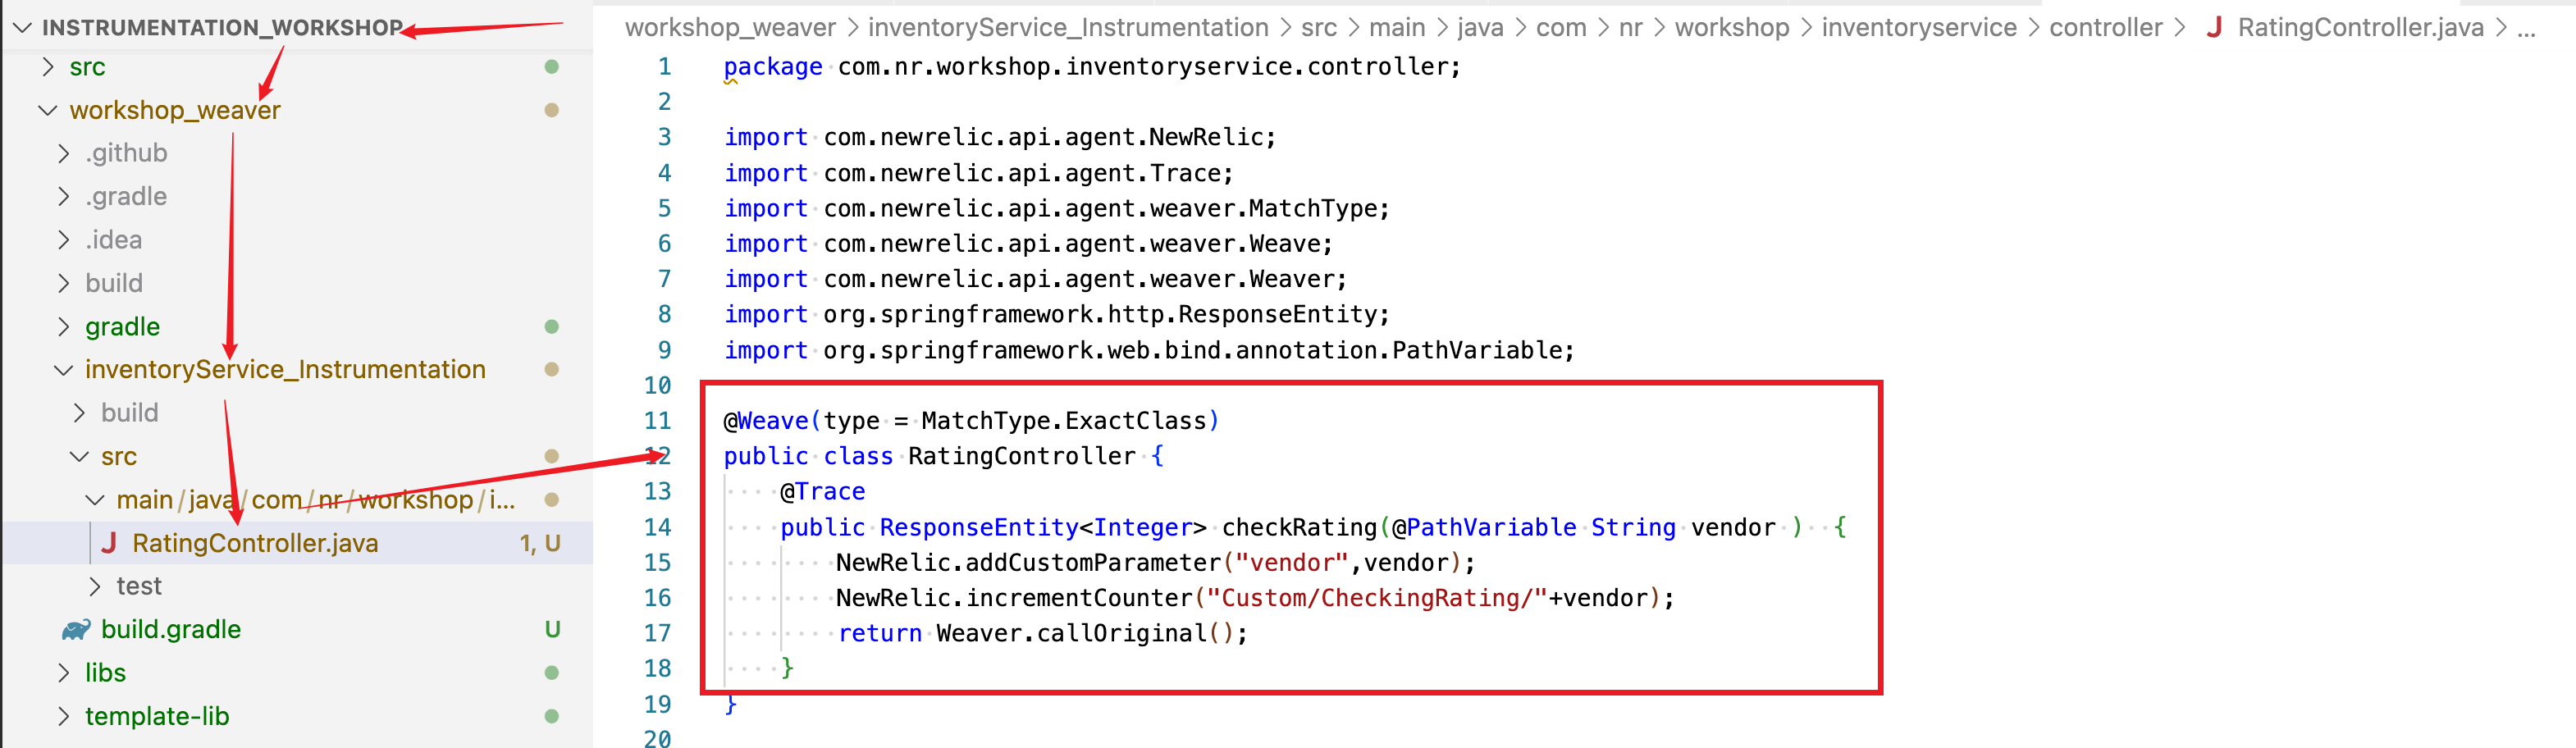 INSTRUMENTATION_WORKSHOP
src
workshop_weaver
.github
.gradle
.idea
build
gradle
inventoryService_Instrumentation
build
src
main/java/com/nr/workshop/i...
RatingController.java 1, U
test
build.gradle U
libs
template-lib
workshop_weaver > inventoryService_Instrumentation > src > main > java > com > nr > workshop > inventoryservice > controller > J RatingController.java > ...
1 package com.nr.workshop.inventoryservice.controller;
2
3 import com.newrelic.api.agent.NewRelic;
4 import com.newrelic.api.agent.Trace;
5 import com.newrelic.api.agent.weaver.MatchType;
6 import com.newrelic.api.agent.weaver.Weave;
7 import com.newrelic.api.agent.weaver.Weaver;
8 import org.springframework.http.ResponseEntity;
9 import org.springframework.web.bind.annotation.PathVariable;
10
11 @Weave(type = MatchType.ExactClass)
12 public class RatingController {
13 @Trace
14 public ResponseEntity<Integer> checkRating(@PathVariable String vendor )  {
15 NewRelic.addCustomParameter("vendor",vendor);
16 NewRelic.incrementCounter("Custom/CheckingRating/"+vendor);
17 return Weaver.callOriginal();
18 }
19 }
20